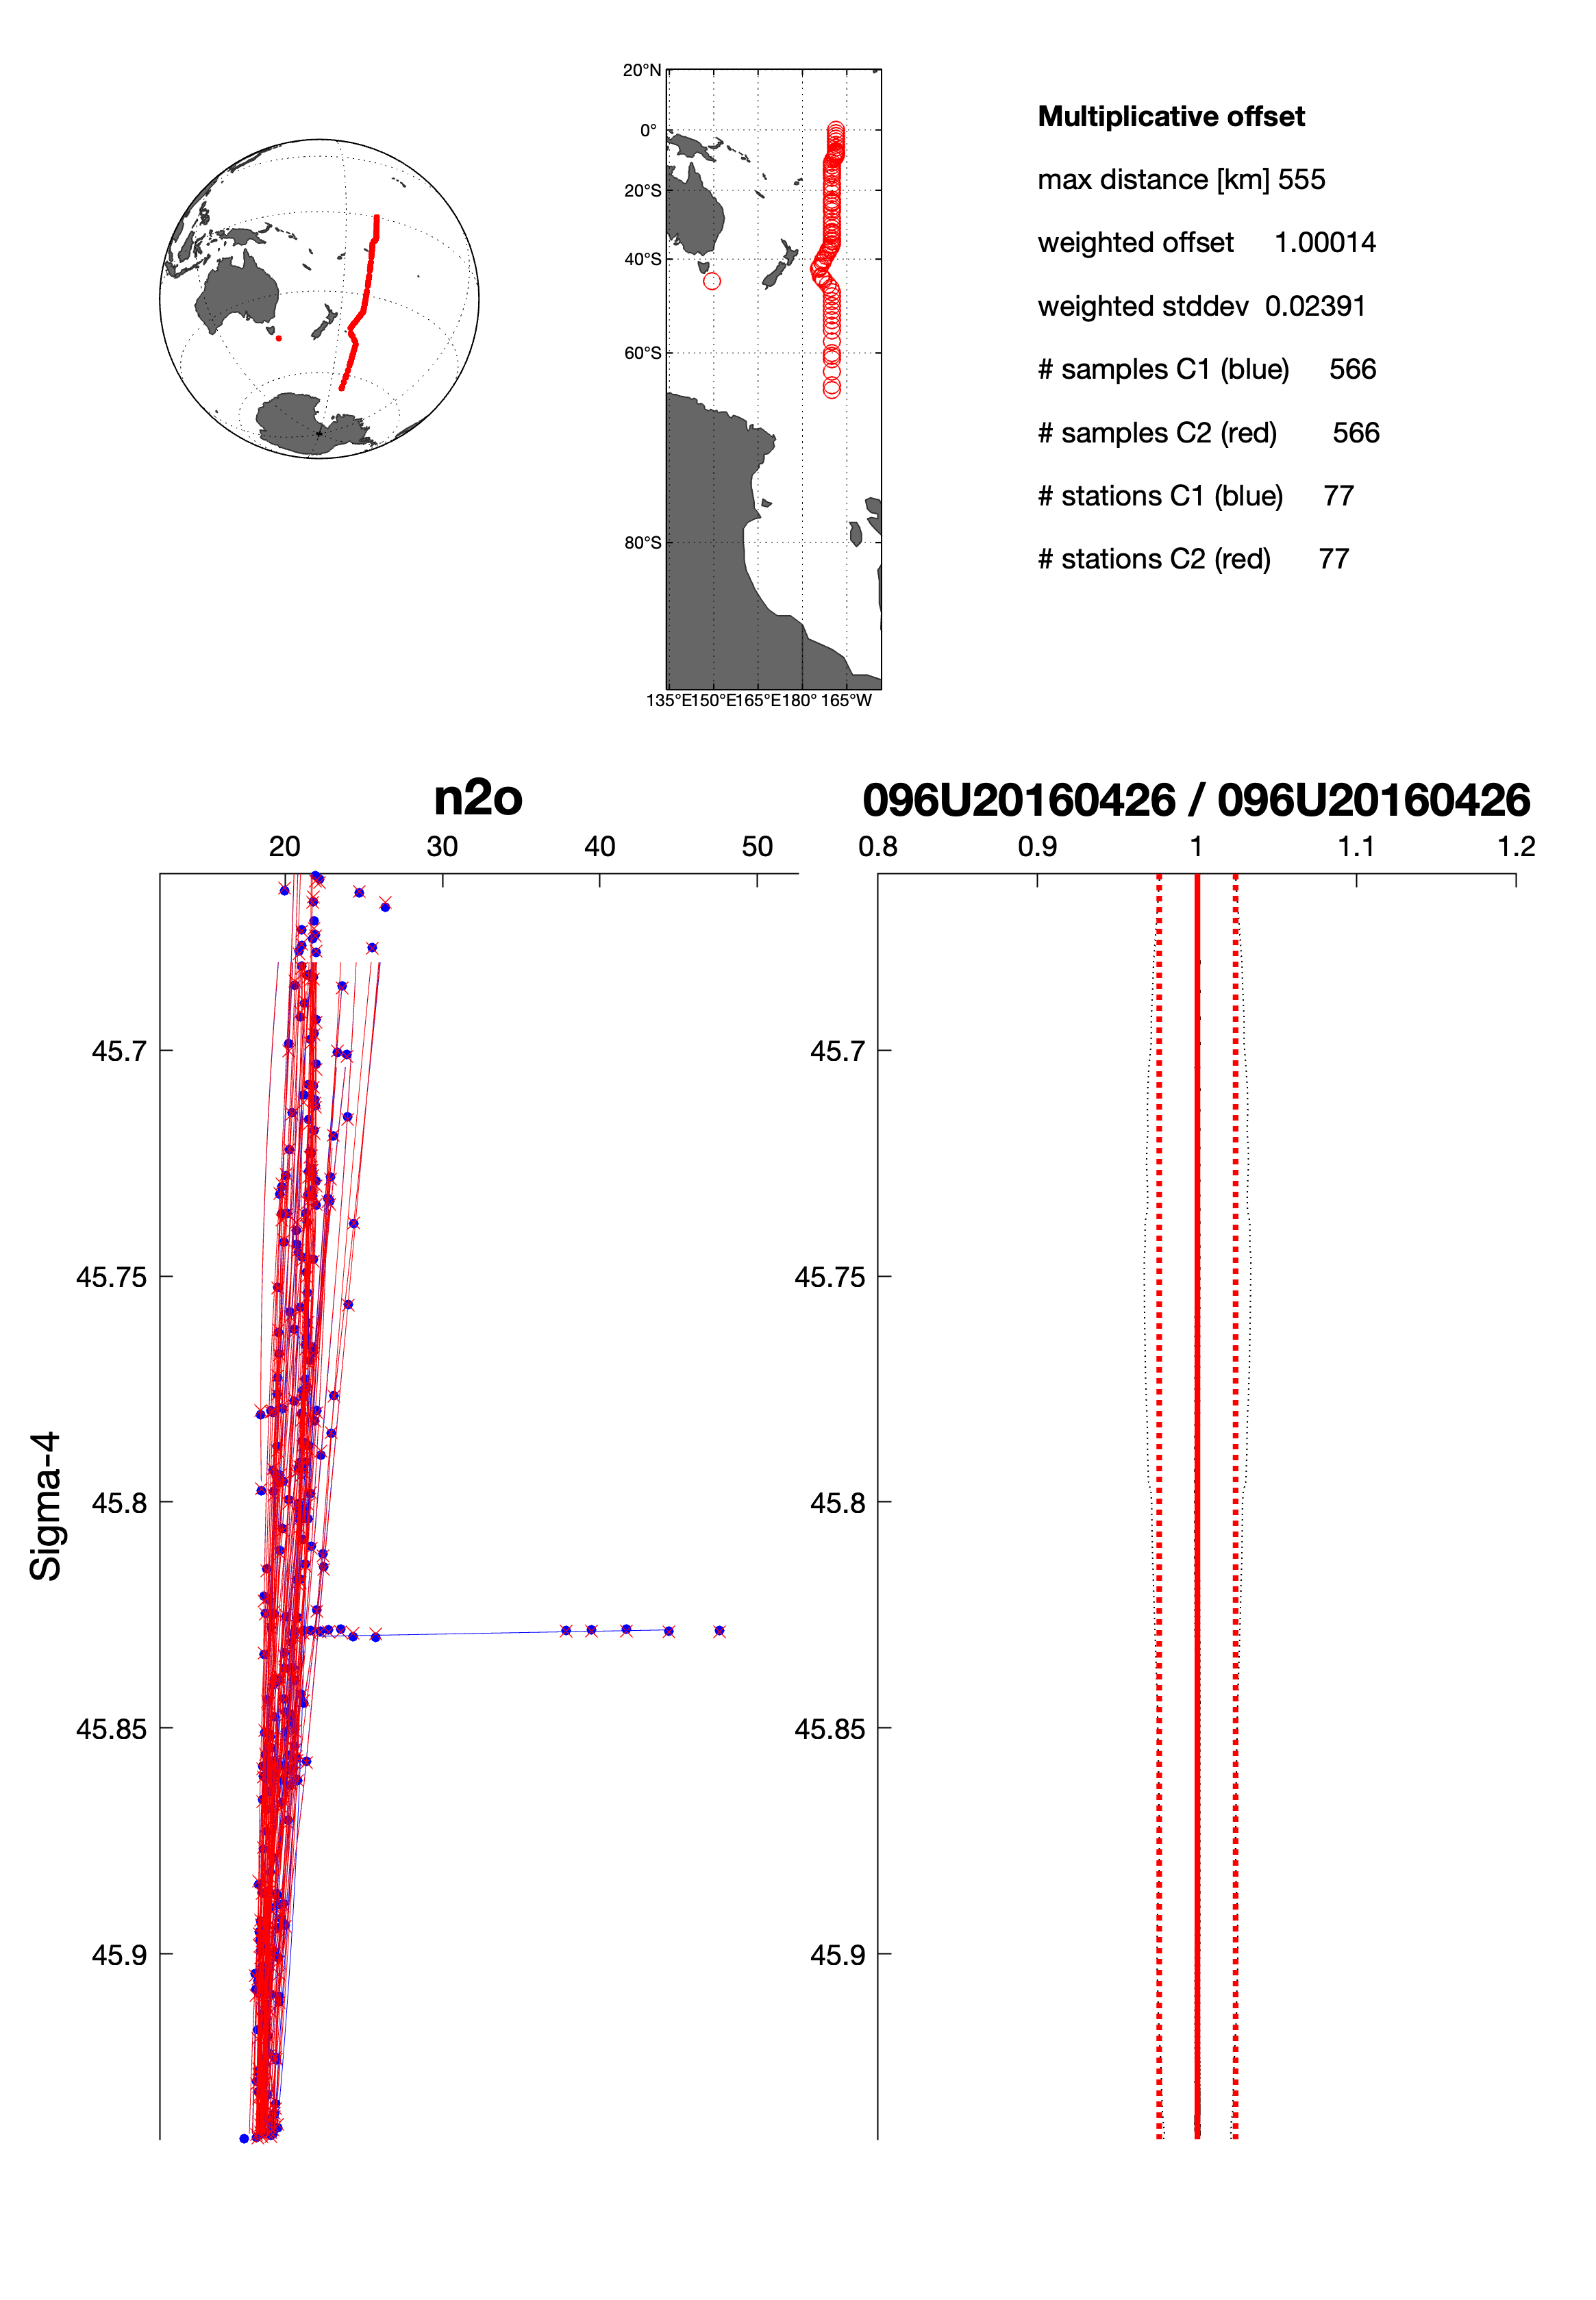 20°N
0°
20°S
40°S
60°S
80°S
135°E150°E165°E180° 165°W
Multiplicative offset
max distance [km] 555
weighted offset 1.00014
weighted stddev 0.02391
# samples C1 (blue) 566
# samples C2 (red) 566
# stations C1 (blue) 77
# stations C2 (red) 77
n2o
20 30 40 50
45.7
45.75
45.8
45.85
45.9
Sigma-4
096U20160426 / 096U20160426
0.8 0.9 1 1.1 1.2
45.7
45.75
45.8
45.85
45.9